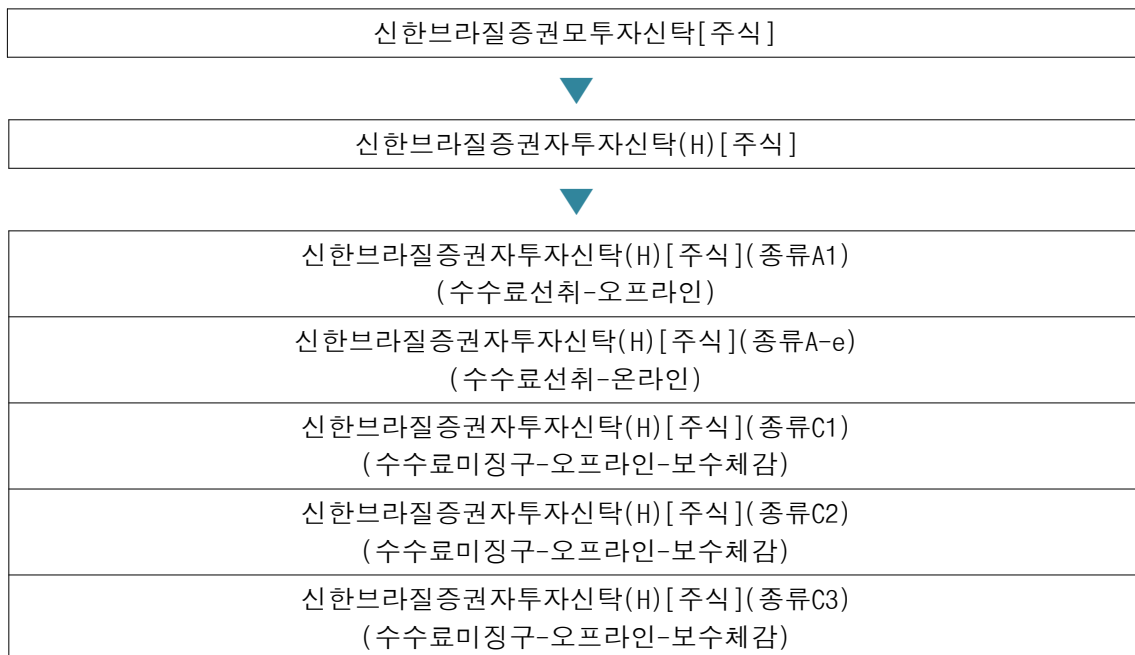 신한브라질증권모투자신탁[주식]
신한브라질증권자투자신탁(H)[주식]
신한브라질증권자투자신탁(H)[주식](종류A1)
(수수료선취-오프라인)
신한브라질증권자투자신탁(H)[주식](종류A-e)
(수수료선취-온라인)
신한브라질증권자투자신탁(H)[주식](종류C1)
(수수료미징구-오프라인-보수체감)
신한브라질증권자투자신탁(H)[주식](종류C2)
(수수료미징구-오프라인-보수체감)
신한브라질증권자투자신탁(H)[주식](종류C3)
(수수료미징구-오프라인-보수체감)